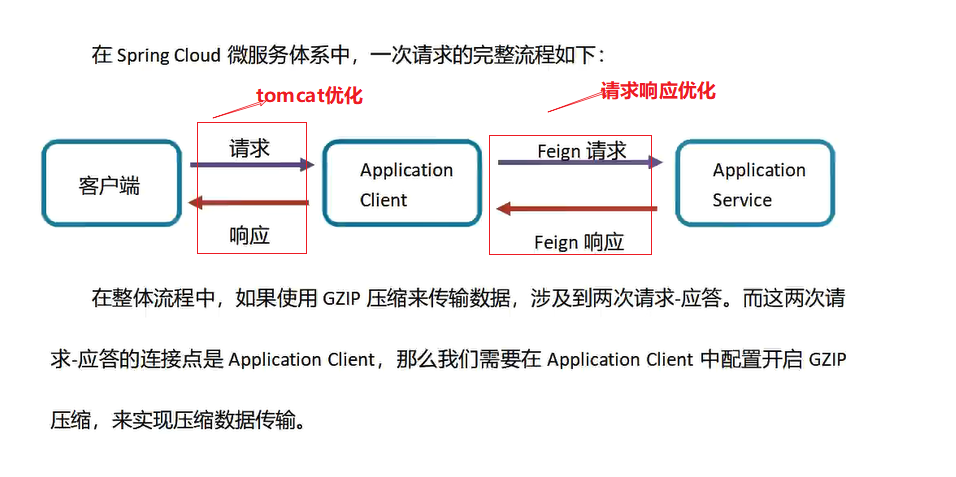 在 Spring Cloud 微服务体系中，一次请求的完整流程如下：
tomcat优化
请求响应优化
客户端
请求
响应
Application
Client
Feign 请求
Feign 响应
Application
Service
在整体流程中，如果使用 GZIP 压缩来传输数据，涉及到两次请求-应答。而这两次请
求-应答的连接点是 Application Client，那么我们需要在 Application Client 中配置开启 GZIP
压缩，来实现压缩数据传输。